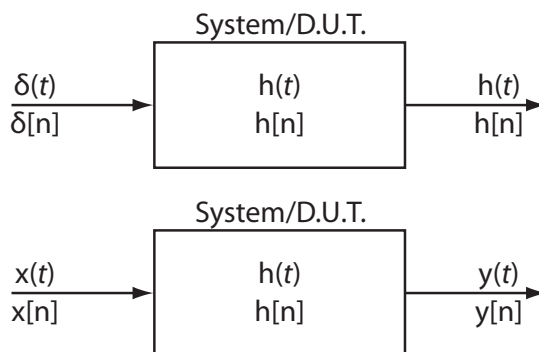 System/D.U.T.
δ(t) h(t) h(t)
δ[n] h[n] h[n]
System/D.U.T.
x(t) h(t) y(t)
x[n] h[n] y[n]